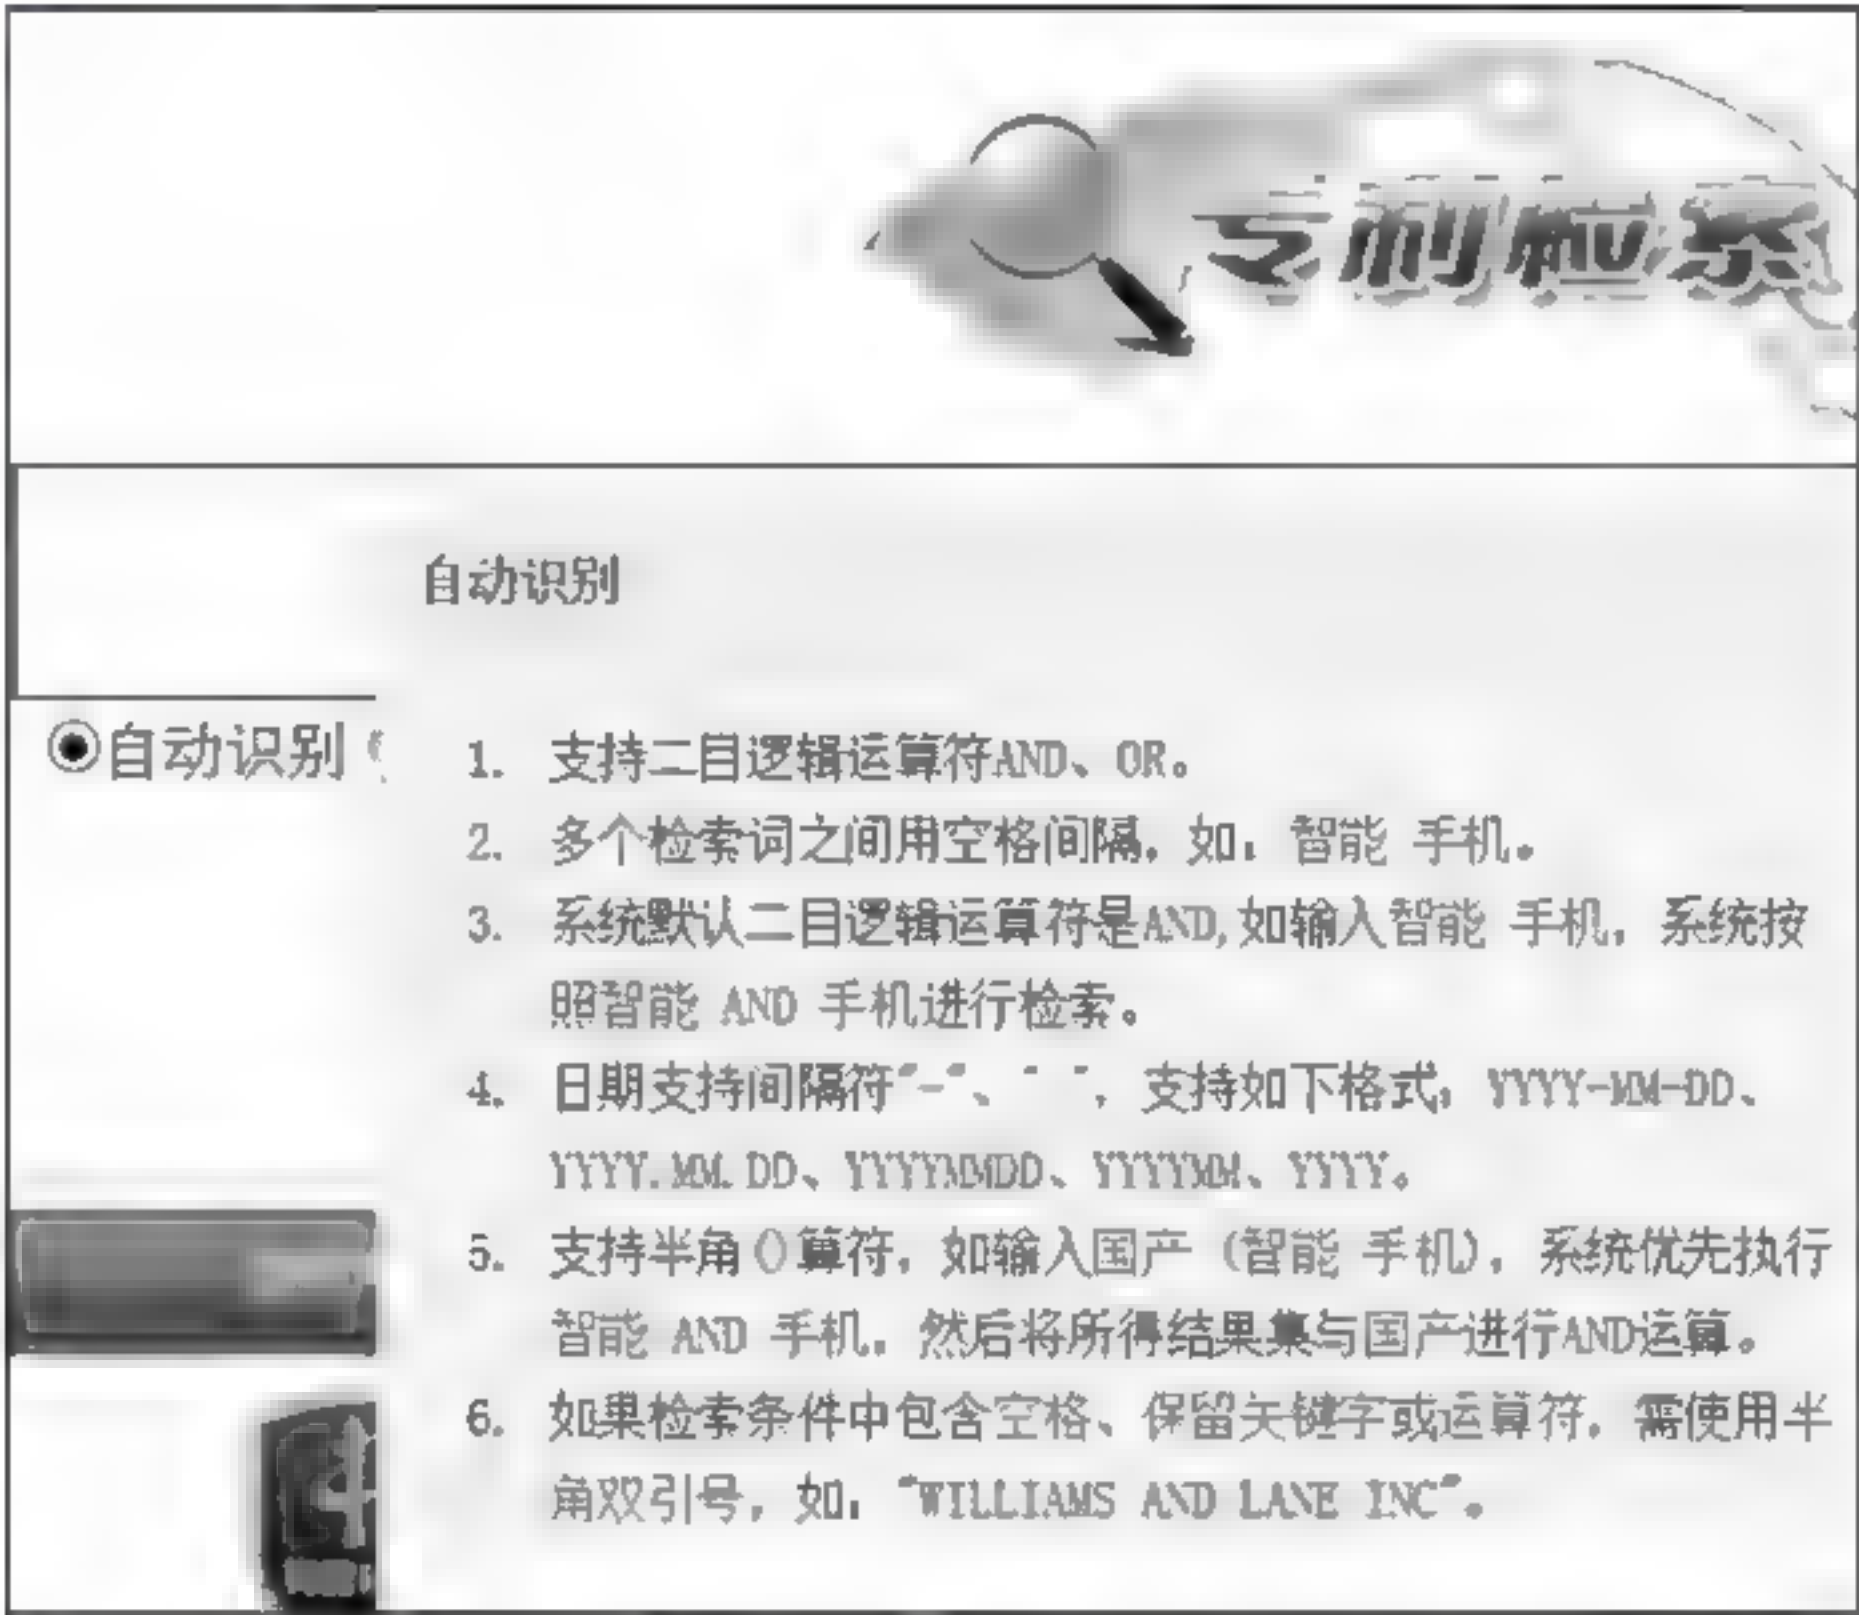 专利检索
自动识别
自动识别
1. 支持二目逻辑运算符AND、OR。
2. 多个检索词之间用空格间隔，如：智能 手机。
3. 系统默认二目逻辑运算符是AND,如输入智能 手机，系统按
照智能 AND 手机进行检索。
4. 日期支持间隔符"-"、" "，支持如下格式：YYYY-MM-DD、
YYYY.MM.DD、YYYYMMDD、YYYYMM、YYYY。
5. 支持半角()算符，如输入国产 (智能 手机)，系统优先执行
智能 AND 手机，然后将所得结果集与国产进行AND运算。
6. 如果检索条件中包含空格、保留关键字或运算符，需使用半
角双引号，如："WILLIAMS AND LANE INC"。